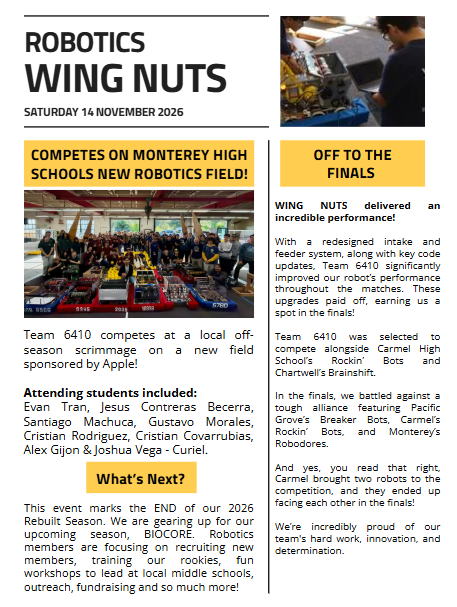 ROBOTICS
WING NUTS
SATURDAY 14 NOVEMBER 2026
COMPETES ON MONTEREY HIGH
SCHOOLS NEW ROBOTICS FIELD!
Team 6410 competes at a local off-
season scrimmage on a new field
sponsored by Apple!
Attending students included:
Evan Tran, Jesus Contreras Becerra,
Santiago Machuca, Gustavo Morales,
Cristian Rodriguez, Cristian Covarrubias,
Alex Gijon & Joshua Vega - Curiel.
What's Next?
This event marks the END of our 2026
Rebuilt Season. We are gearing up for our
upcoming season, BIOCORE. Robotics
members are focusing on recruiting new
members, training our rookies, fun
workshops to lead at local middle schools,
outreach, fundraising and so much more!
OFF TO THE
FINALS
WING NUTS delivered an
incredible performance!
With a redesigned intake and
feeder system, along with key code
updates, Team 6410 significantly
improved our robot's performance
throughout the matches. These
upgrades paid off, earning us a
spot in the finals!
Team 6410 was selected to
compete alongside Carmel High
School's Rockin' Bots and
Chartwell's Brainshift.
In the finals, we battled against a
tough alliance featuring Pacific
Grove's Breaker Bots, Carmel's
Rockin' Bots, and Monterey's
Robodores.
And yes, you read that right,
Carmel brought two robots to the
competition, and they ended up
facing each other in the finals!
We're incredibly proud of our
team's hard work, innovation, and
determination.